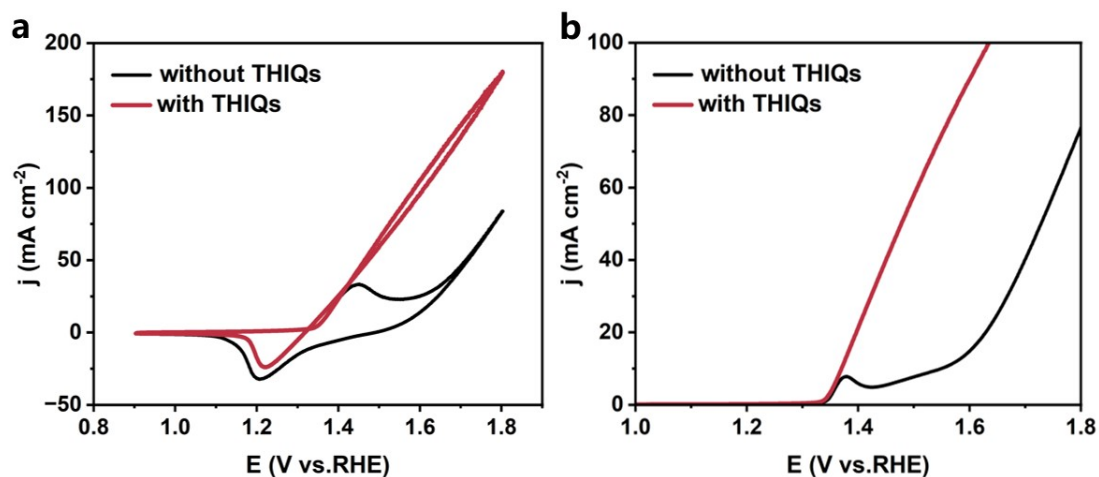 a
200
150
100
50
0
−50
j (mA cm-2)
without THIQs
with THIQs
0.8 1.0 1.2 1.4 1.6 1.8
E (V vs.RHE)
b
100
80
60
40
20
0
j (mA cm-2)
without THIQs
with THIQs
1.0 1.2 1.4 1.6 1.8
E (V vs.RHE)